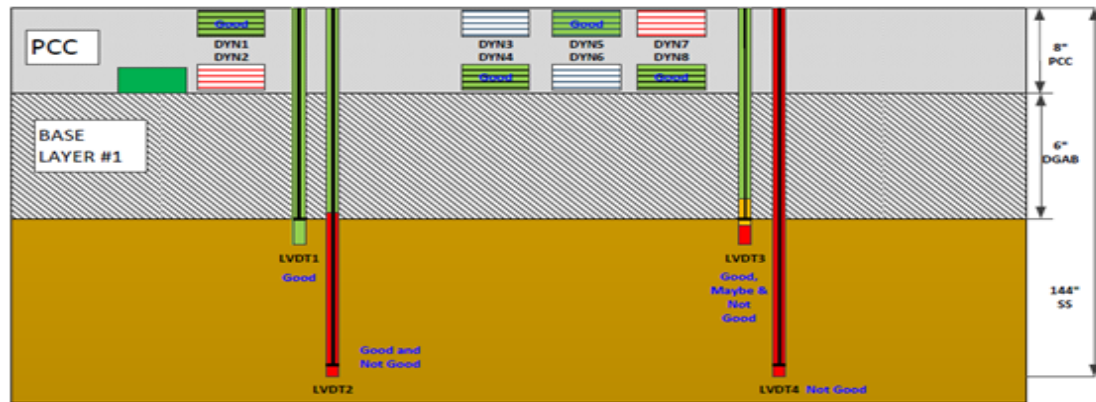 PCC
Good
DYN1
DYN2
DYN3
DYN4
Good
Good
DYN5
DYN6
DYN7
DYN8
Good
8"
PCC
BASE
LAYER #1
6"
DGAB
LVDT1
Good
LVDT3
Good,
Maybe &
Not
Good
144"
SS
Good and
Not Good
LVDT2
LVDT4 Not Good